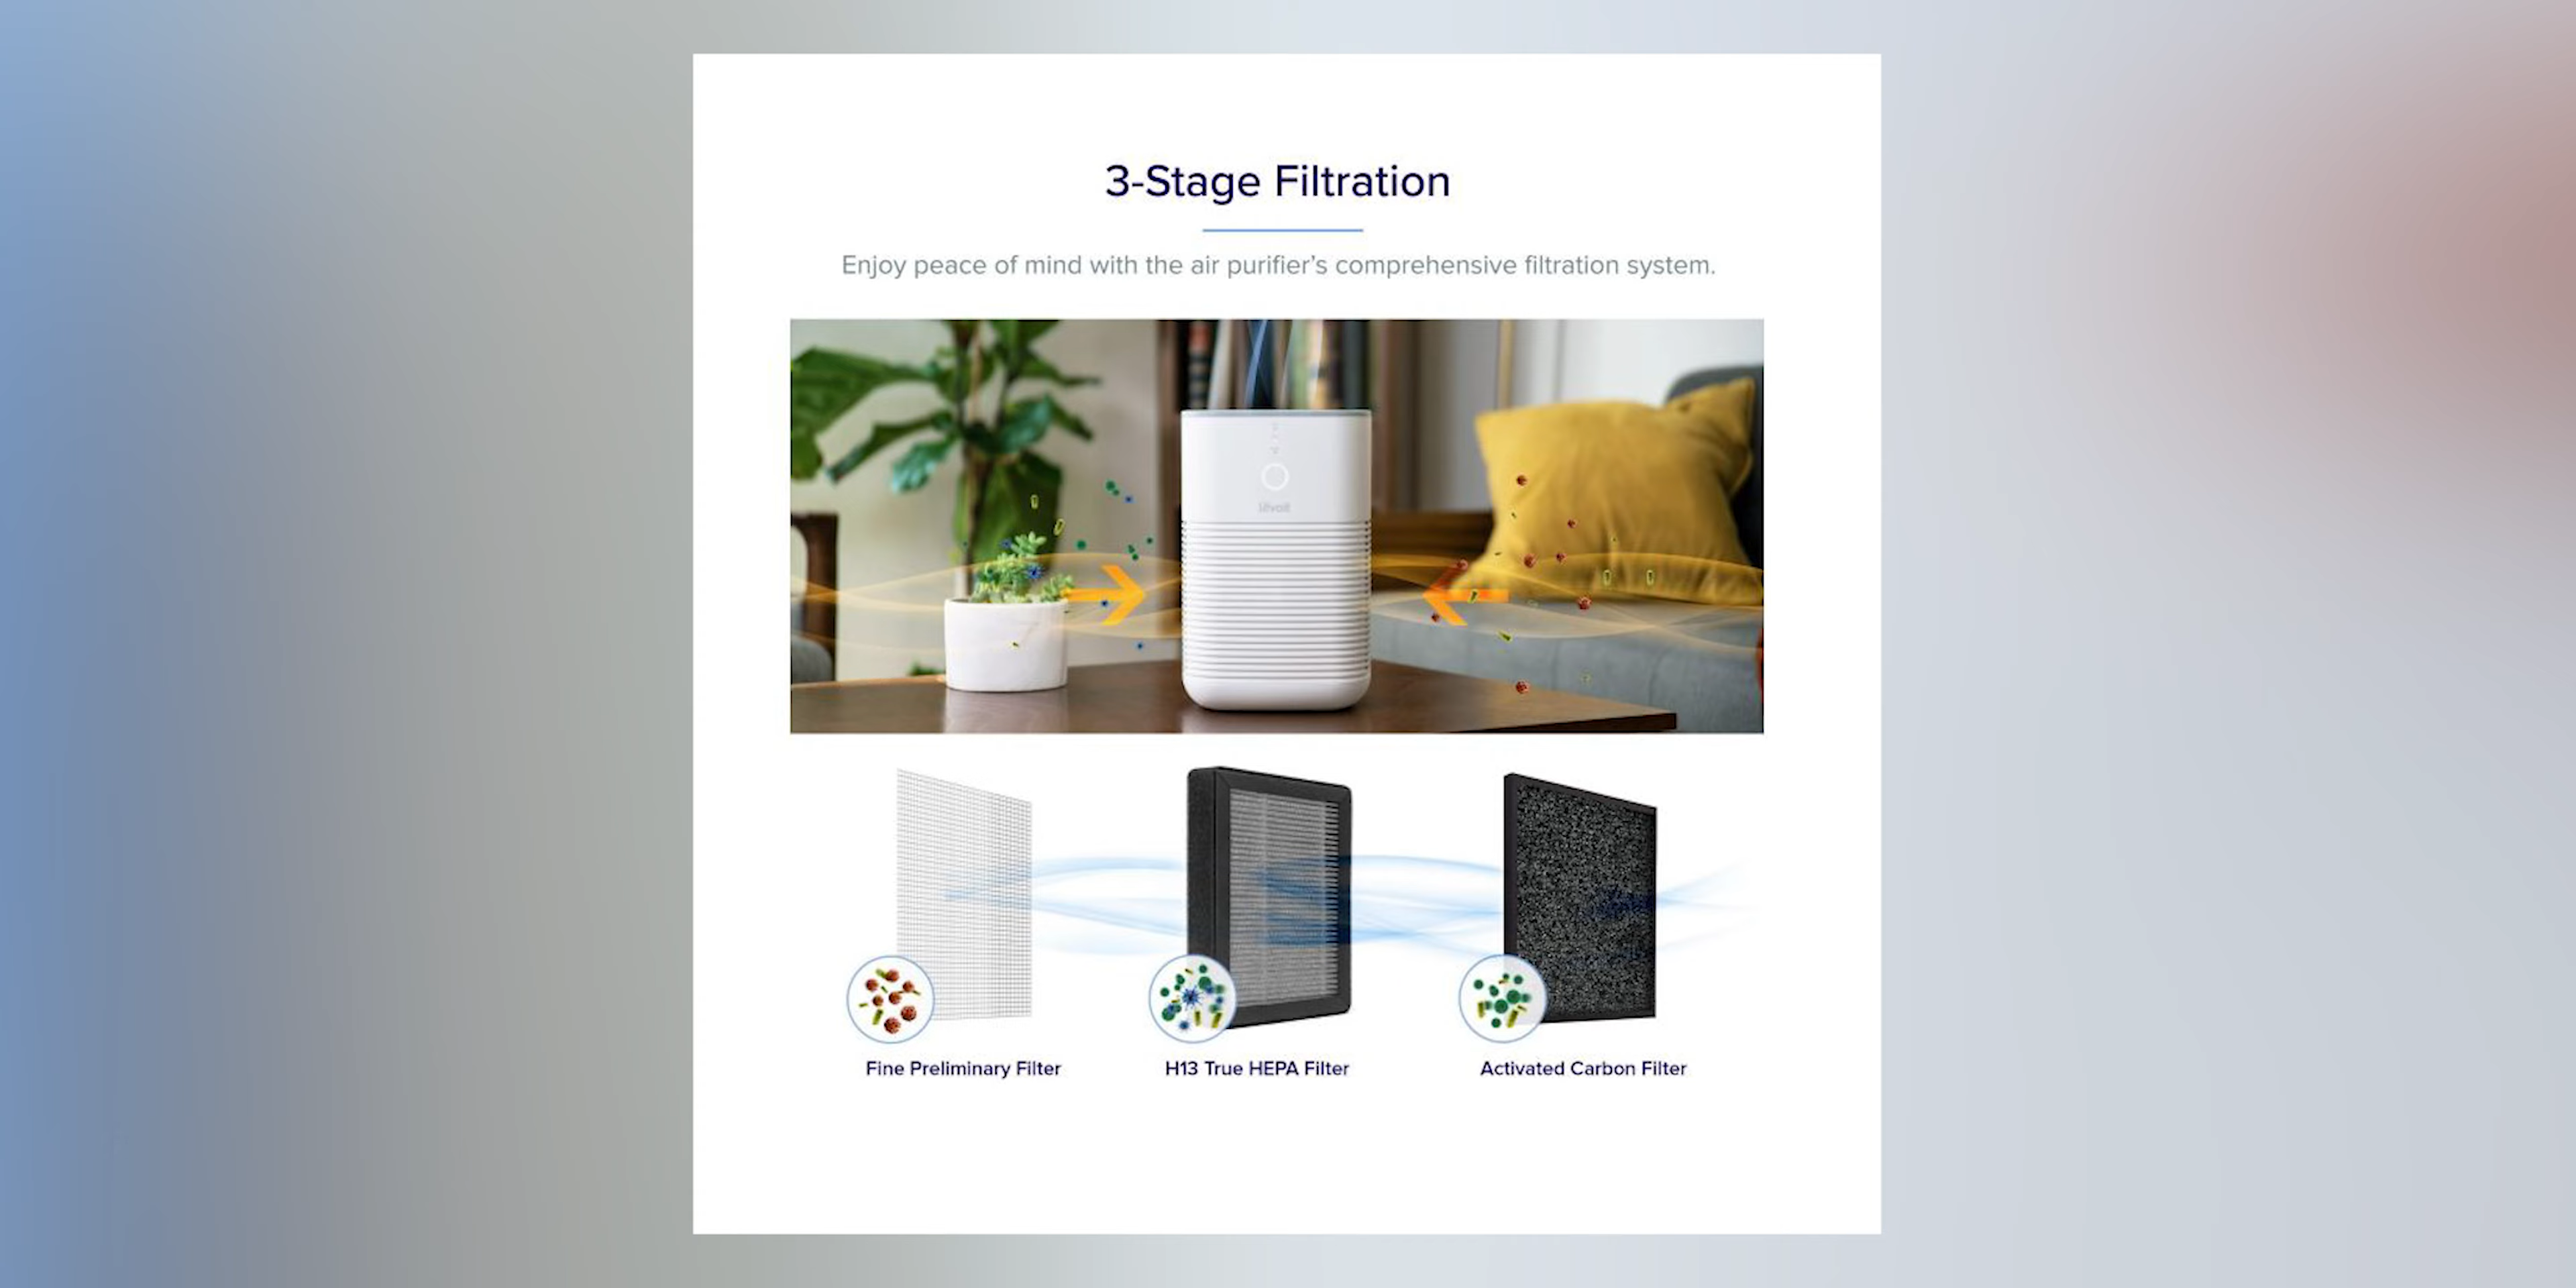 3-Stage Filtration
Enjoy peace of mind with the air purifier’s comprehensive filtration system.
levoit
Fine Preliminary Filter
H13 True HEPA Filter
Activated Carbon Filter